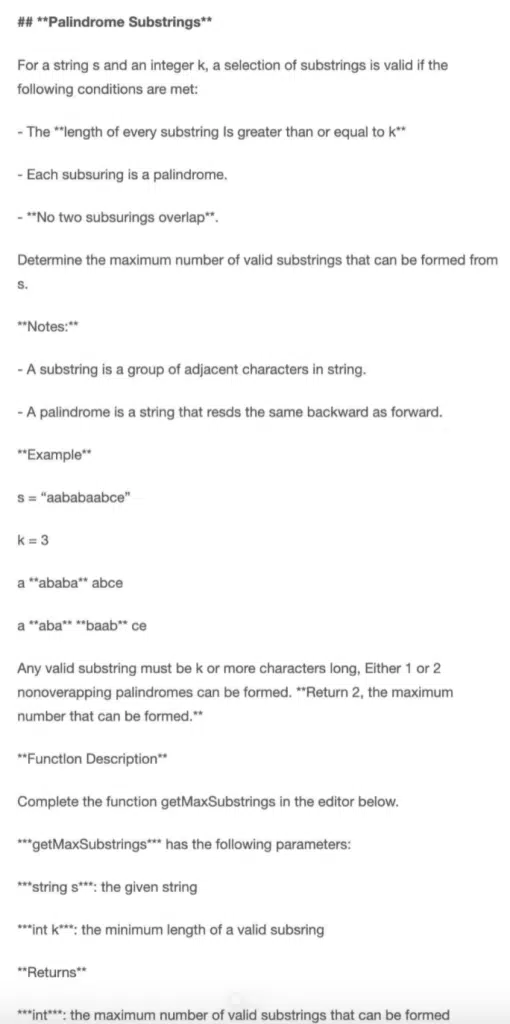 ## **Palindrome Substrings**
For a string s and an integer k, a selection of substrings is valid if the
following conditions are met:
- The **length of every substring Is greater than or equal to k**
- Each subsuring is a palindrome.
- **No two subsurings overlap**.
Determine the maximum number of valid substrings that can be formed from
s.
**Notes:**
- A substring is a group of adjacent characters in string.
- A palindrome is a string that resds the same backward as forward.
**Example**
s = “aababaabce"
k = 3
a **ababa** abce
a **aba** **baab** ce
Any valid substring must be k or more characters long, Either 1 or 2
nonoverapping palindromes can be formed. **Return 2, the maximum
number that can be formed.**
**Functlon Description**
Complete the function getMaxSubstrings in the editor below.
***getMaxSubstrings*** has the following parameters:
***string s***: the given string
***int k***: the minimum length of a valid subsring
**Returns**
***int***: the maximum number of valid substrings that can be formed